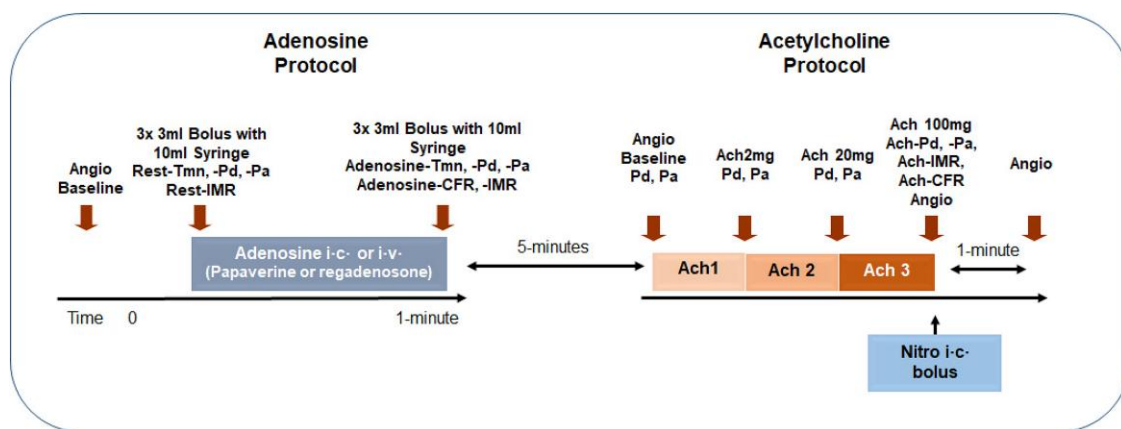 Adenosine
Protocol
Acetylcholine
Protocol
Angio
Baseline
3x 3ml Bolus with
10ml Syringe
Rest-Tmn, -Pd, -Pa
Rest-IMR
3x 3ml Bolus with 10ml
Syringe
Adenosine-Tmn, -Pd, -Pa
Adenosine-CFR, -IMR
Angio
Baseline
Pd, Pa
Ach2mg
Pd, Pa
Ach 20mg
Pd, Pa
Ach 100mg
Ach-Pd, -Pa,
Ach-IMR,
Ach-CFR
Angio
Angio
Adenosine i·c· or i·v·
(Papaverine or regadenosone)
5-minutes
Ach1
Ach 2
Ach 3
1-minute
Time 0
1-minute
Nitro i·c·
bolus